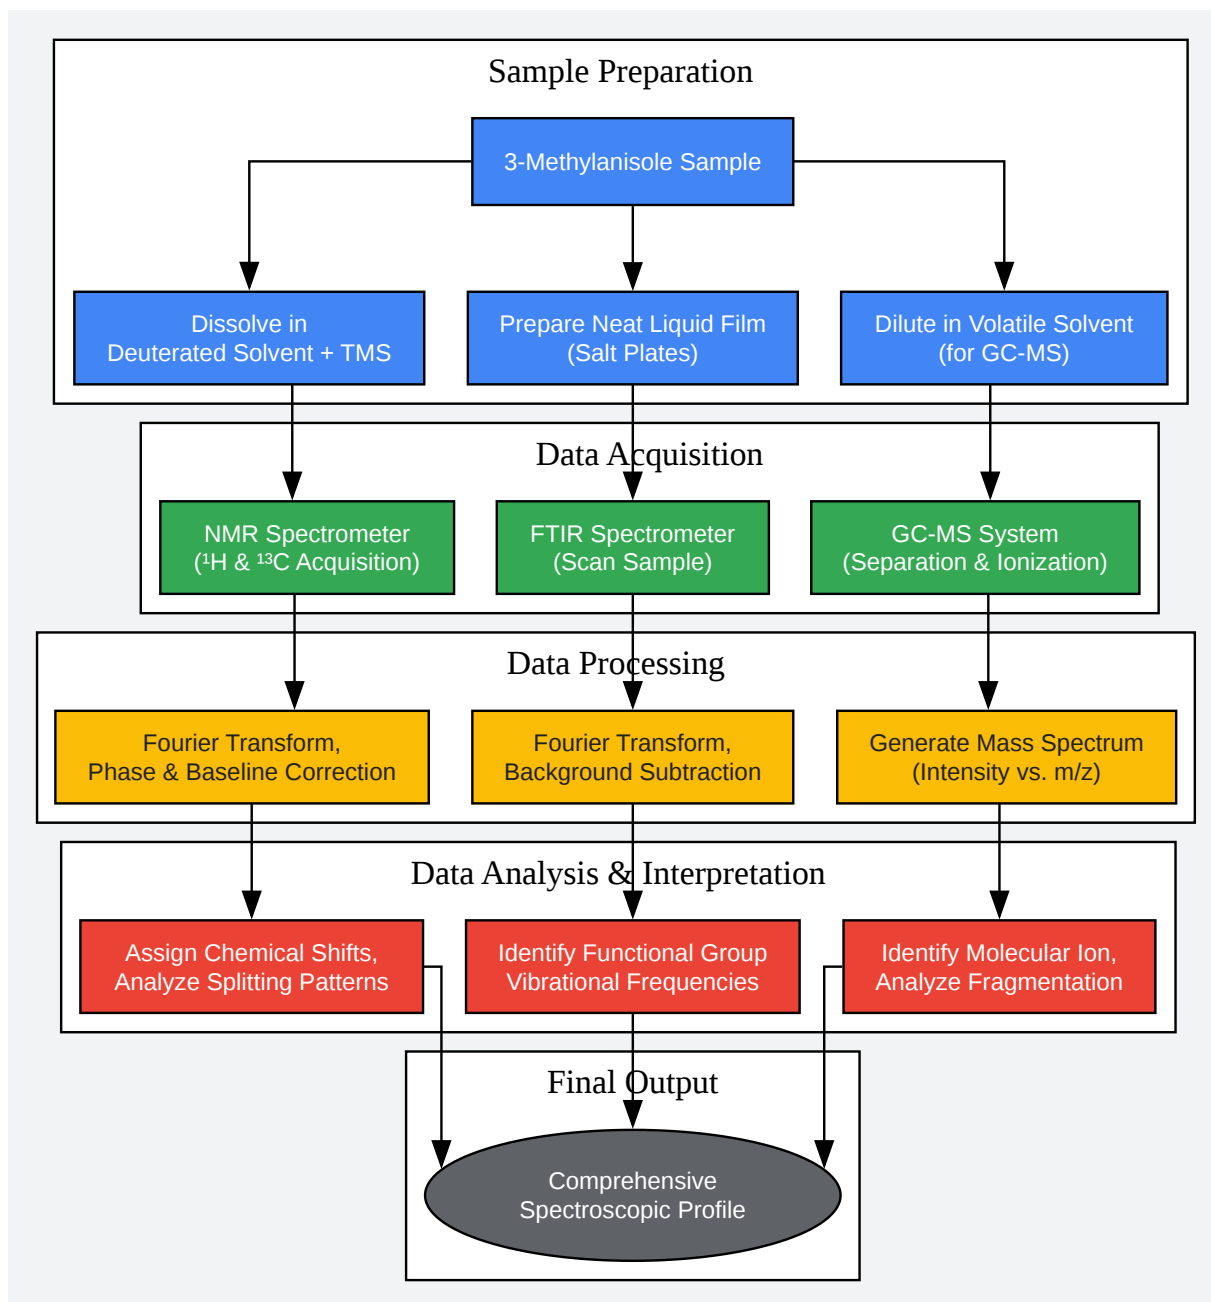 Sample Preparation
3-Methylanisole Sample
Dissolve in
Deuterated Solvent + TMS
Prepare Neat Liquid Film
(Salt Plates)
Dilute in Volatile Solvent
(for GC-MS)
Data Acquisition
NMR Spectrometer
(¹H & ¹³C Acquisition)
FTIR Spectrometer
(Scan Sample)
GC-MS System
(Separation & Ionization)
Data Processing
Fourier Transform,
Phase & Baseline Correction
Fourier Transform,
Background Subtraction
Generate Mass Spectrum
(Intensity vs. m/z)
Data Analysis & Interpretation
Assign Chemical Shifts,
Analyze Splitting Patterns
Identify Functional Group
Vibrational Frequencies
Identify Molecular Ion,
Analyze Fragmentation
Final Output
Comprehensive
Spectroscopic Profile